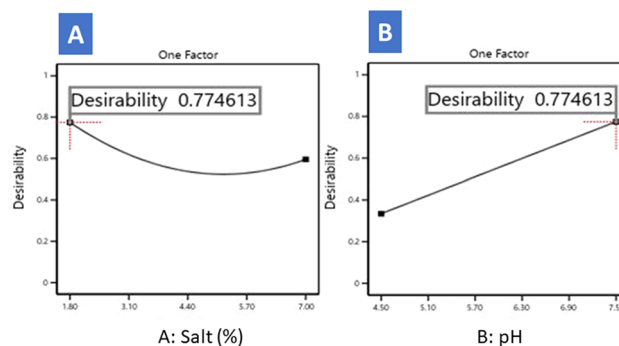 A
One Factor
1
Desirability 0.774613
0.8
0.6
0.4
0.2
0
Desirability
1.80 3.10 4.40 5.70 7.00
A: Salt (%)
B
One Factor
1
Desirability 0.774613
0.8
0.6
0.4
0.2
0
Desirability
4.50 5.10 5.70 6.30 6.90
B: pH